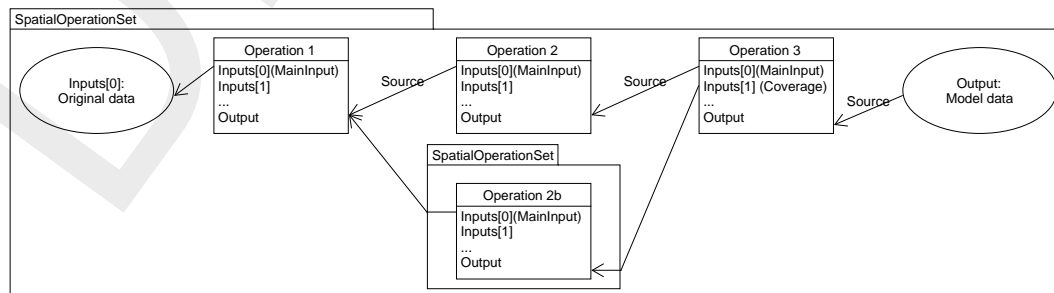 SpatialOperationSet
Inputs[0]:
Original data
Operation 1
Inputs[0](MainInput)
Inputs[1]
...
Output
Source
Operation 2
Inputs[0](MainInput)
Inputs[1]
...
Output
Source
Operation 3
Inputs[0](MainInput)
Inputs[1] (Coverage)
...
Output
Source
Output:
Model data
SpatialOperationSet
Operation 2b
Inputs[0](MainInput)
Inputs[1]
...
Output